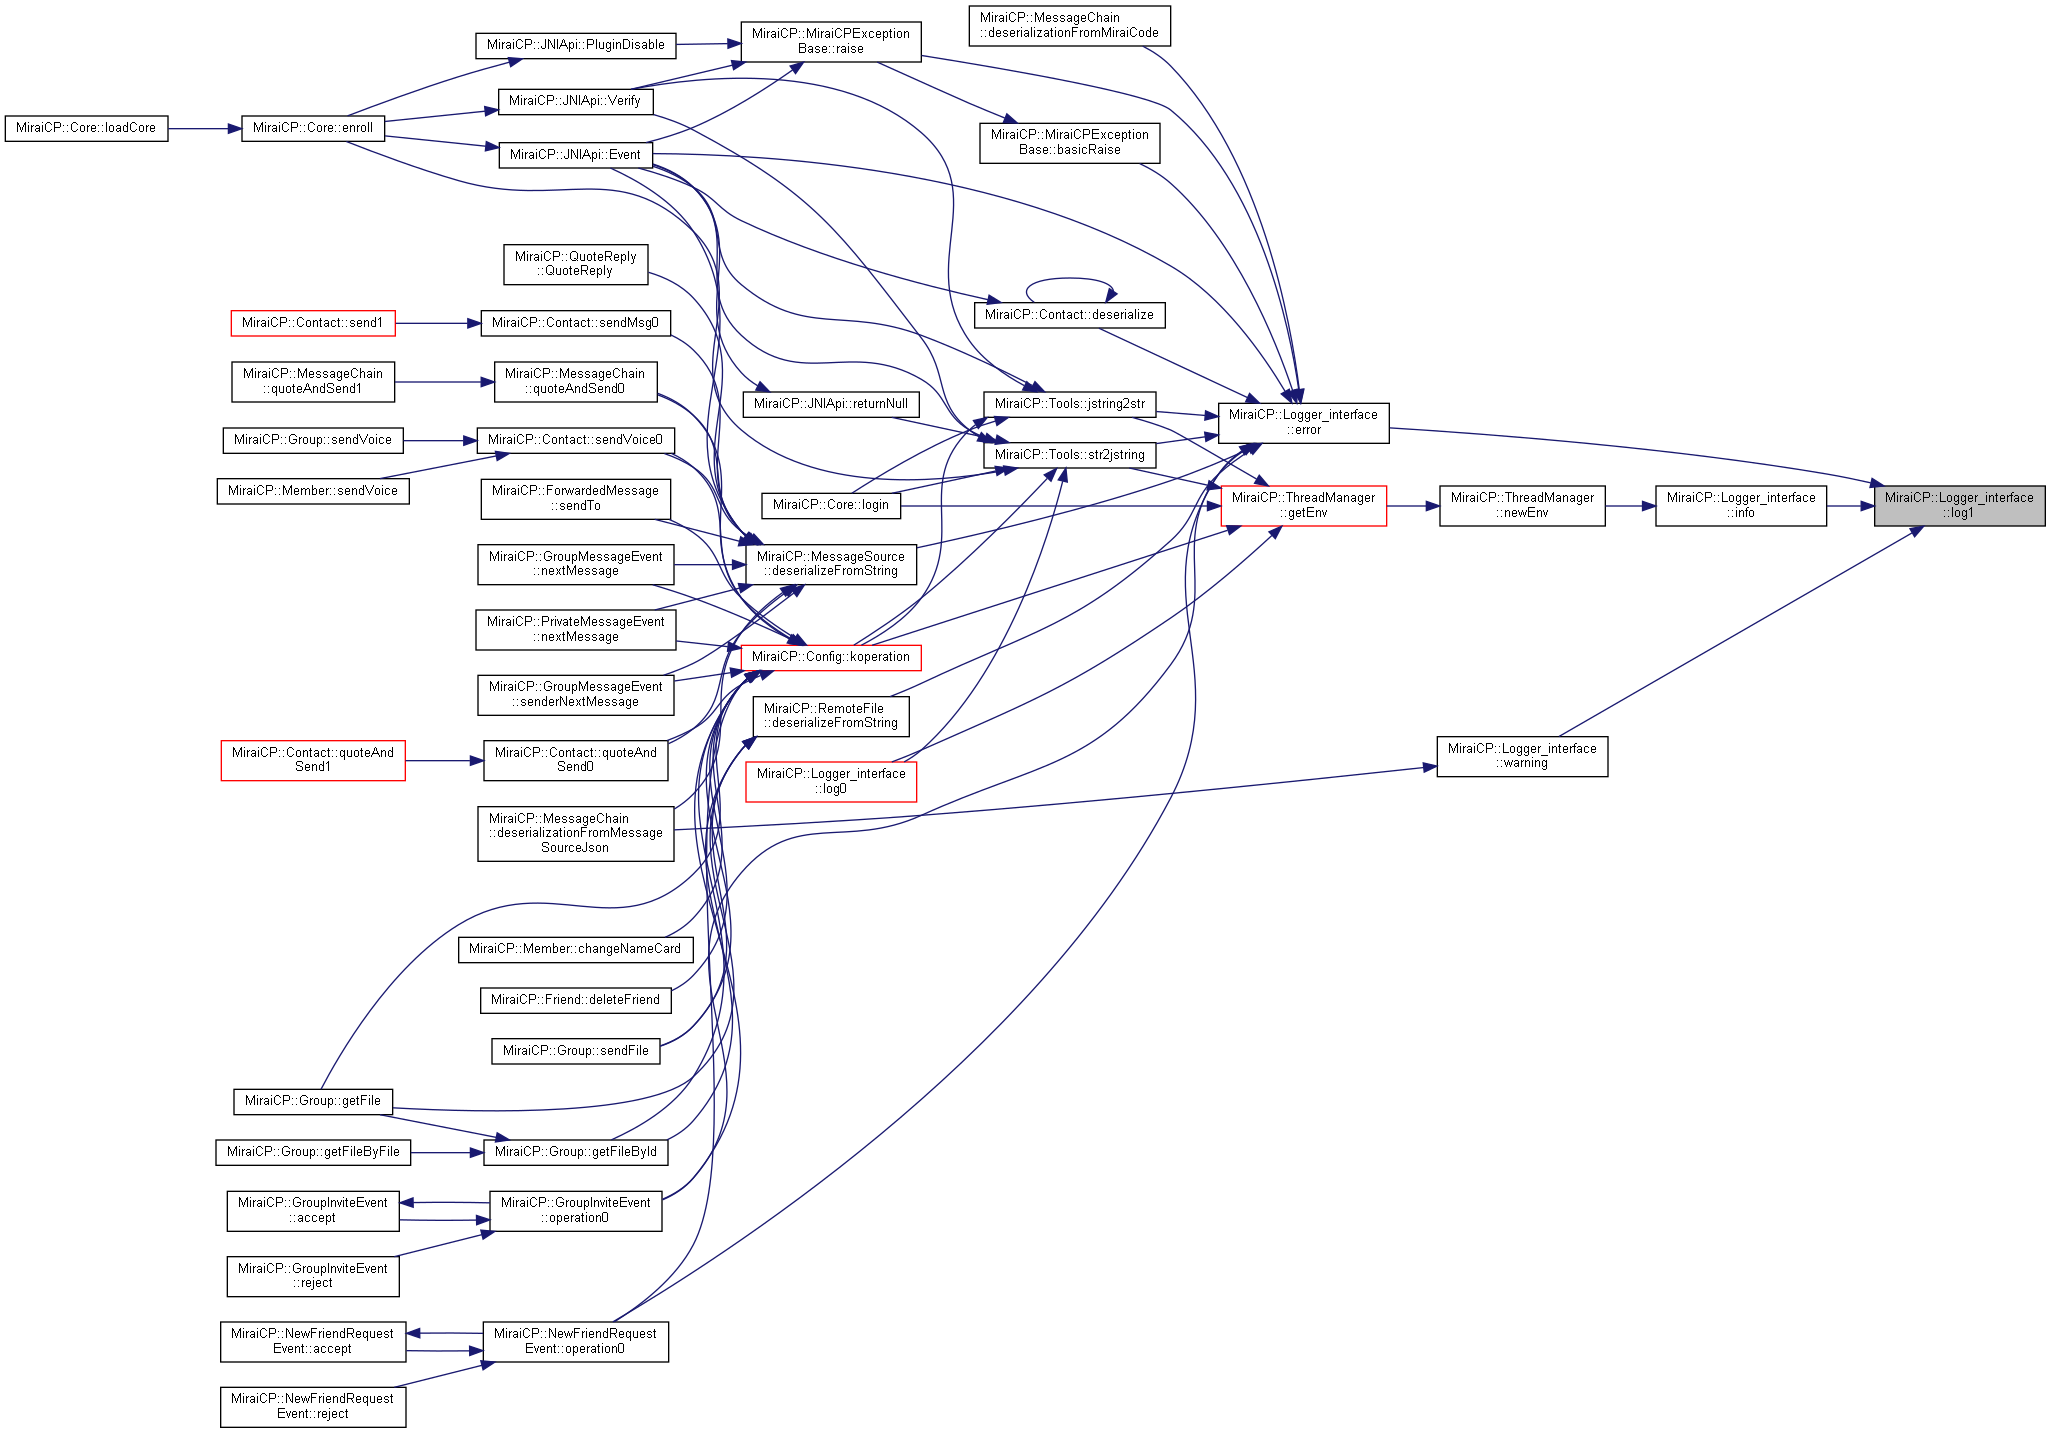 MiraiCP::MessageChain
::deserializationFromMiraiCode
MiraiCP::MiraiCPException
Base::raise
MiraiCP::JNIApi::PluginDisable
MiraiCP::JNIApi::Verify
MiraiCP::Core::loadCore
MiraiCP::Core::enroll
MiraiCP::MiraiCPException
Base::basicRaise
MiraiCP::JNIApi::Event
MiraiCP::QuoteReply
::QuoteReply
MiraiCP::Contact::deserialize
MiraiCP::Contact::send1
MiraiCP::Contact::sendMsg0
MiraiCP::MessageChain
::quoteAndSend1
MiraiCP::MessageChain
::quoteAndSend0
MiraiCP::JNIApi::returnNull
MiraiCP::Tools::jstring2str
MiraiCP::Logger_interface
::error
MiraiCP::Group::sendVoice
MiraiCP::Contact::sendVoice0
MiraiCP::Tools::str2jstring
MiraiCP::Member::sendVoice
MiraiCP::ForwardedMessage
::sendTo
MiraiCP::Core::login
MiraiCP::ThreadManager
::getEnv
MiraiCP::ThreadManager
::newEnv
MiraiCP::Logger_interface
::info
MiraiCP::Logger_interface
::log1
MiraiCP::GroupMessageEvent
::nextMessage
MiraiCP::MessageSource
::deserializeFromString
MiraiCP::PrivateMessageEvent
::nextMessage
MiraiCP::Config::koperation
MiraiCP::GroupMessageEvent
::senderNextMessage
MiraiCP::RemoteFile
::deserializeFromString
MiraiCP::Contact::quoteAnd
Send1
MiraiCP::Contact::quoteAnd
Send0
MiraiCP::Logger_interface
::log0
MiraiCP::Logger_interface
::warning
MiraiCP::MessageChain
::deserializationFromMessage
SourceJson
MiraiCP::Member::changeNameCard
MiraiCP::Friend::deleteFriend
MiraiCP::Group::sendFile
MiraiCP::Group::getFile
MiraiCP::Group::getFileByFile
MiraiCP::Group::getFileById
MiraiCP::GroupInviteEvent
::accept
MiraiCP::GroupInviteEvent
::operation0
MiraiCP::GroupInviteEvent
::reject
MiraiCP::NewFriendRequest
Event::accept
MiraiCP::NewFriendRequest
Event::operation0
MiraiCP::NewFriendRequest
Event::reject